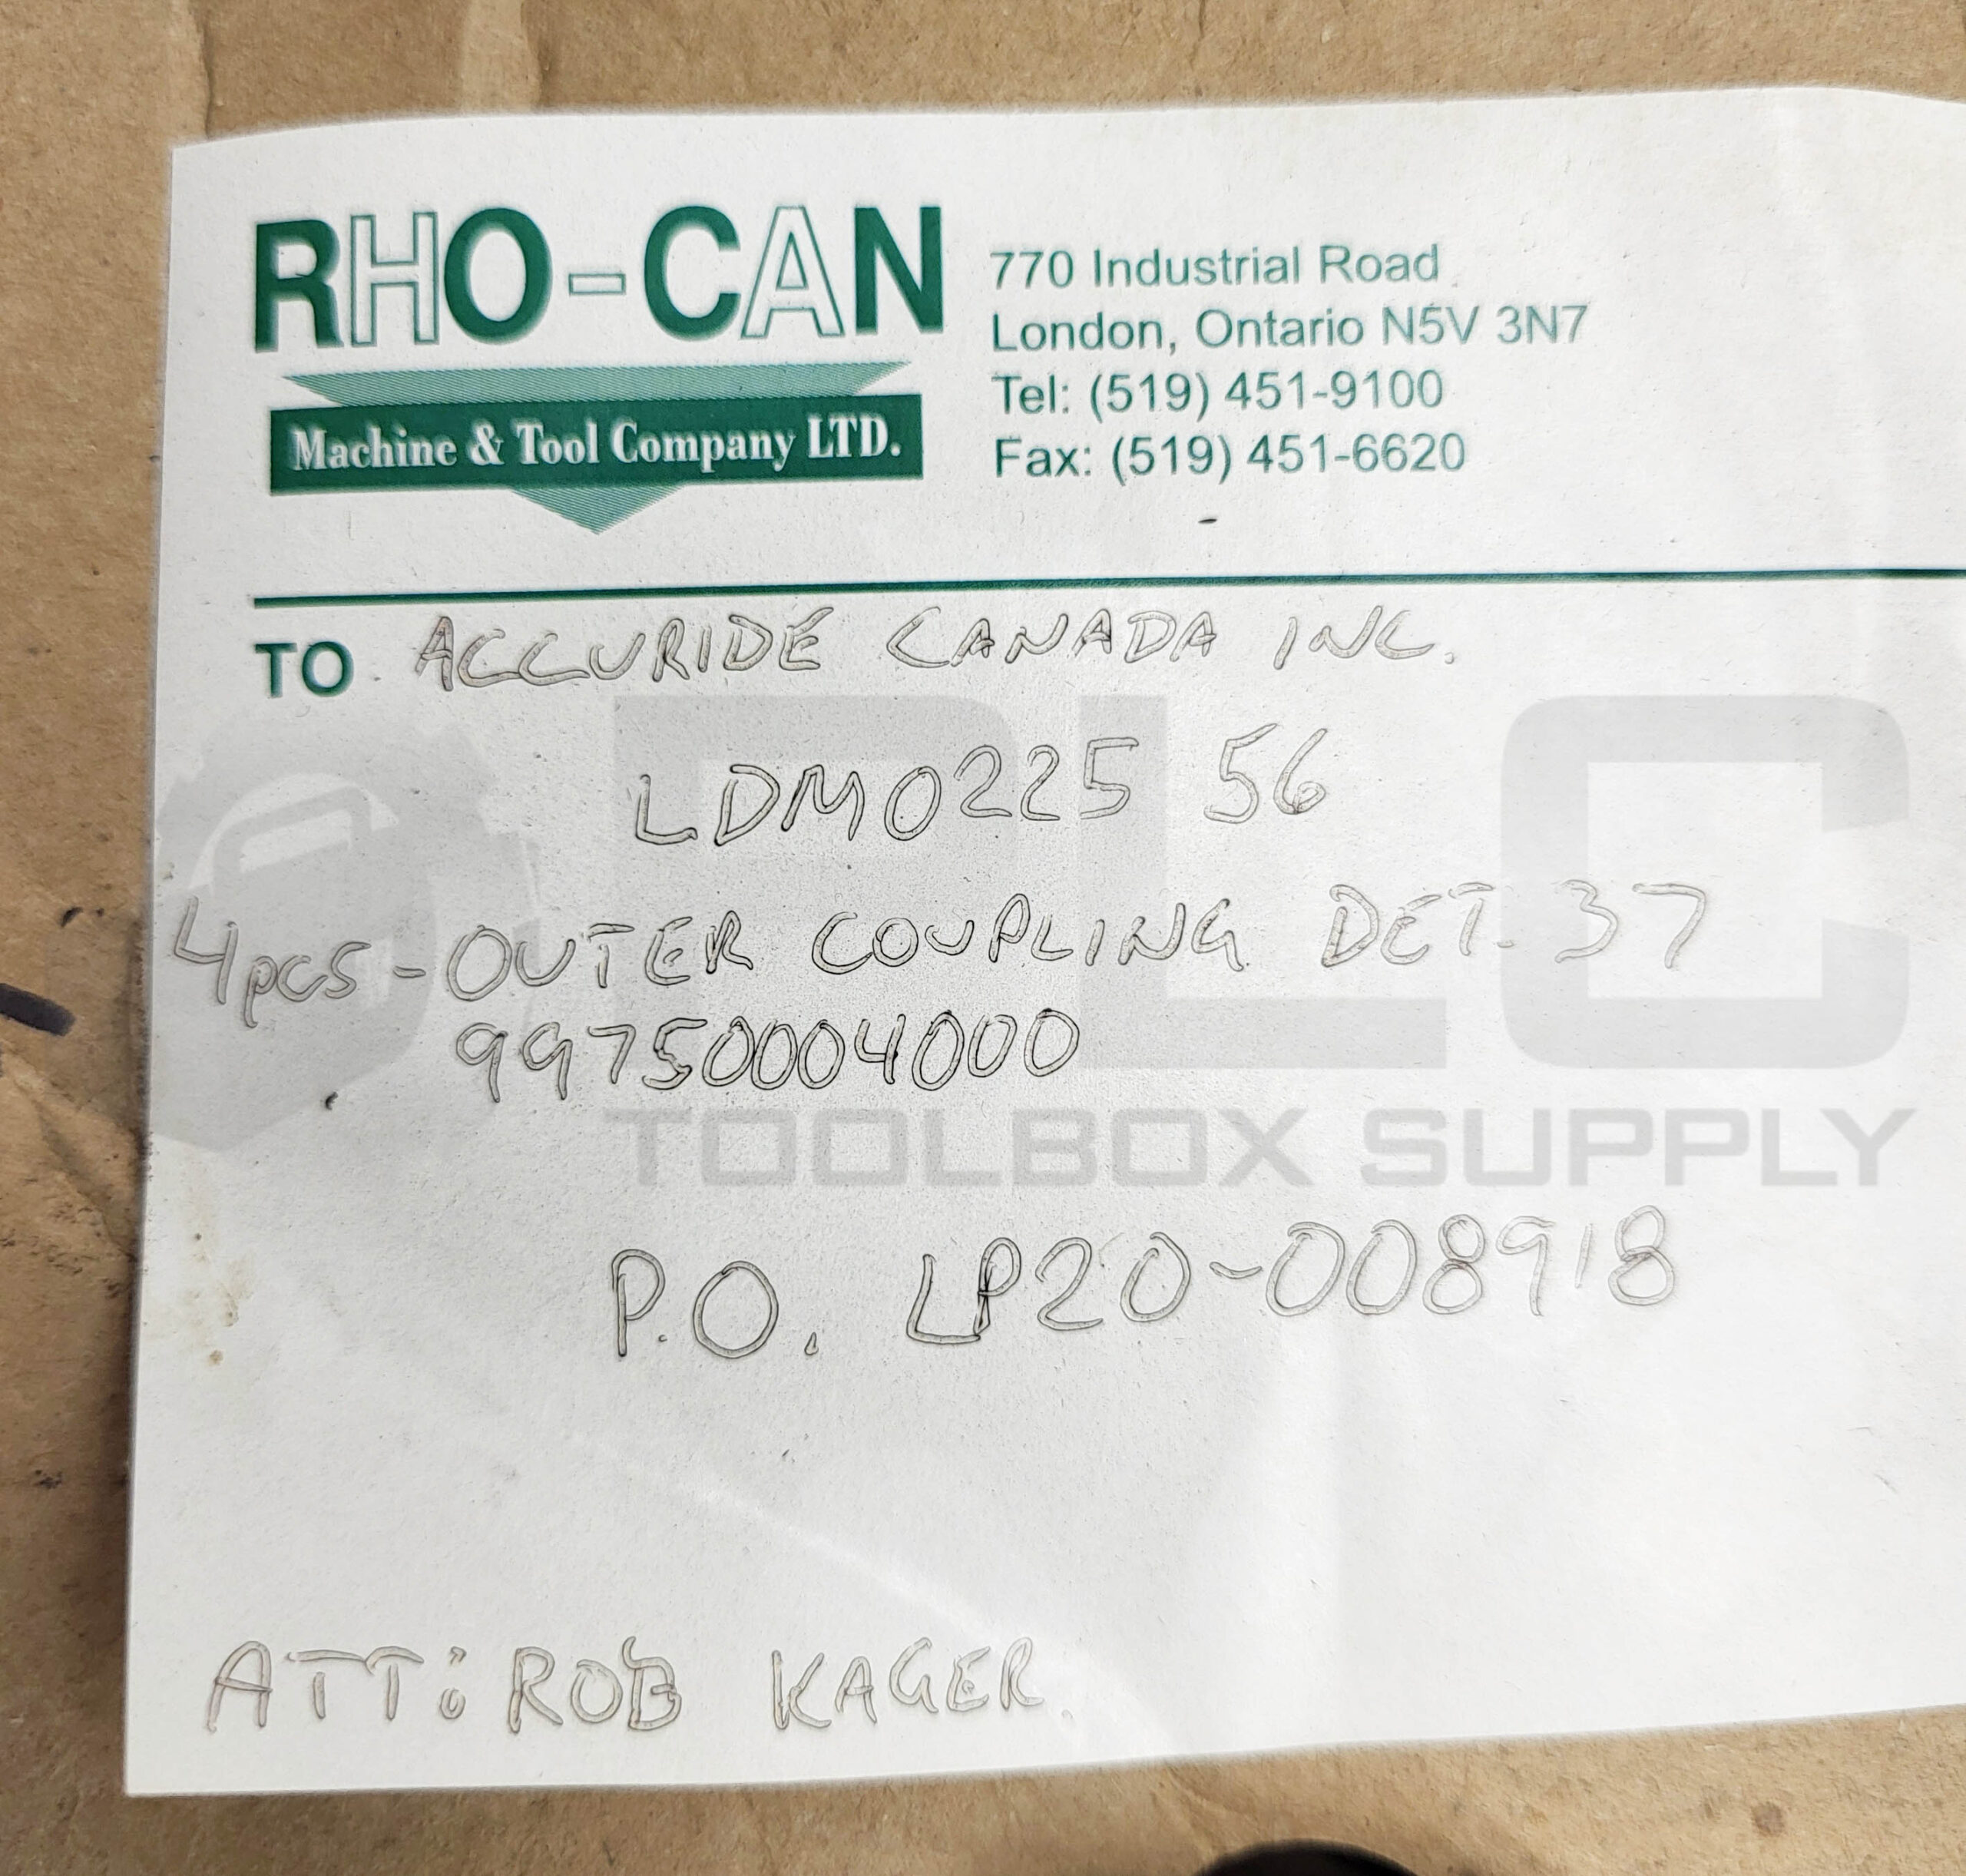 RHO-CAN
Machine & Tool Company LTD.
770 Industrial Road
London, Ontario N5V 3N7
Tel: (519) 451-9100
Fax: (519) 451-6620
TO ACCURIDE CANADA INC.
LDM0225 56
4pcs - OUTER COUPLING DET. 37
99750004000
P.O. LP20-008918
ATT: ROB KAGER
PLC
TOOLBOX SUPPLY